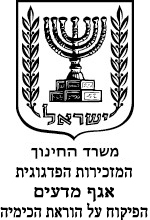 ישראל
משרד החינוך
המזכירות הפדגוגית
אגף מדעים
הפיקוח על הוראת הכימיה